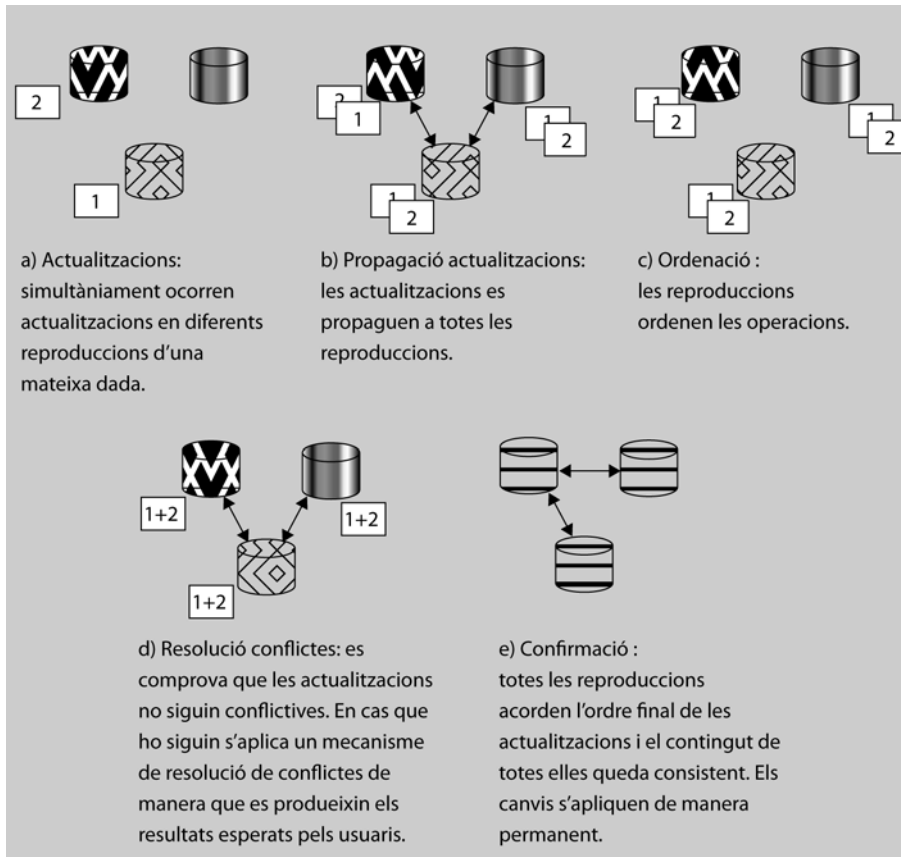 2
1
2
1
1
2
1
2
1
2
1
2
1
2
a) Actualitzacions:
simultàniament ocorren
actualitzacions en diferents
reproduccions d'una
mateixa dada.
b) Propagació actualitzacions:
les actualitzacions es
propaguen a totes les
reproduccions.
c) Ordenació :
les reproduccions
ordenen les operacions.
1+2
1+2
1+2
d) Resolució conflictes: es
comprova que les actualitzacions
no siguin conflictives. En cas que
ho siguin s'aplica un mecanisme
de resolució de conflictes de
manera que es produeixin els
resultats esperats pels usuaris.
e) Confirmació :
totes les reproduccions
acorden l'ordre final de les
actualitzacions i el contingut de
totes elles queda consistent. Els
canvis s'apliquen de manera
permanent.